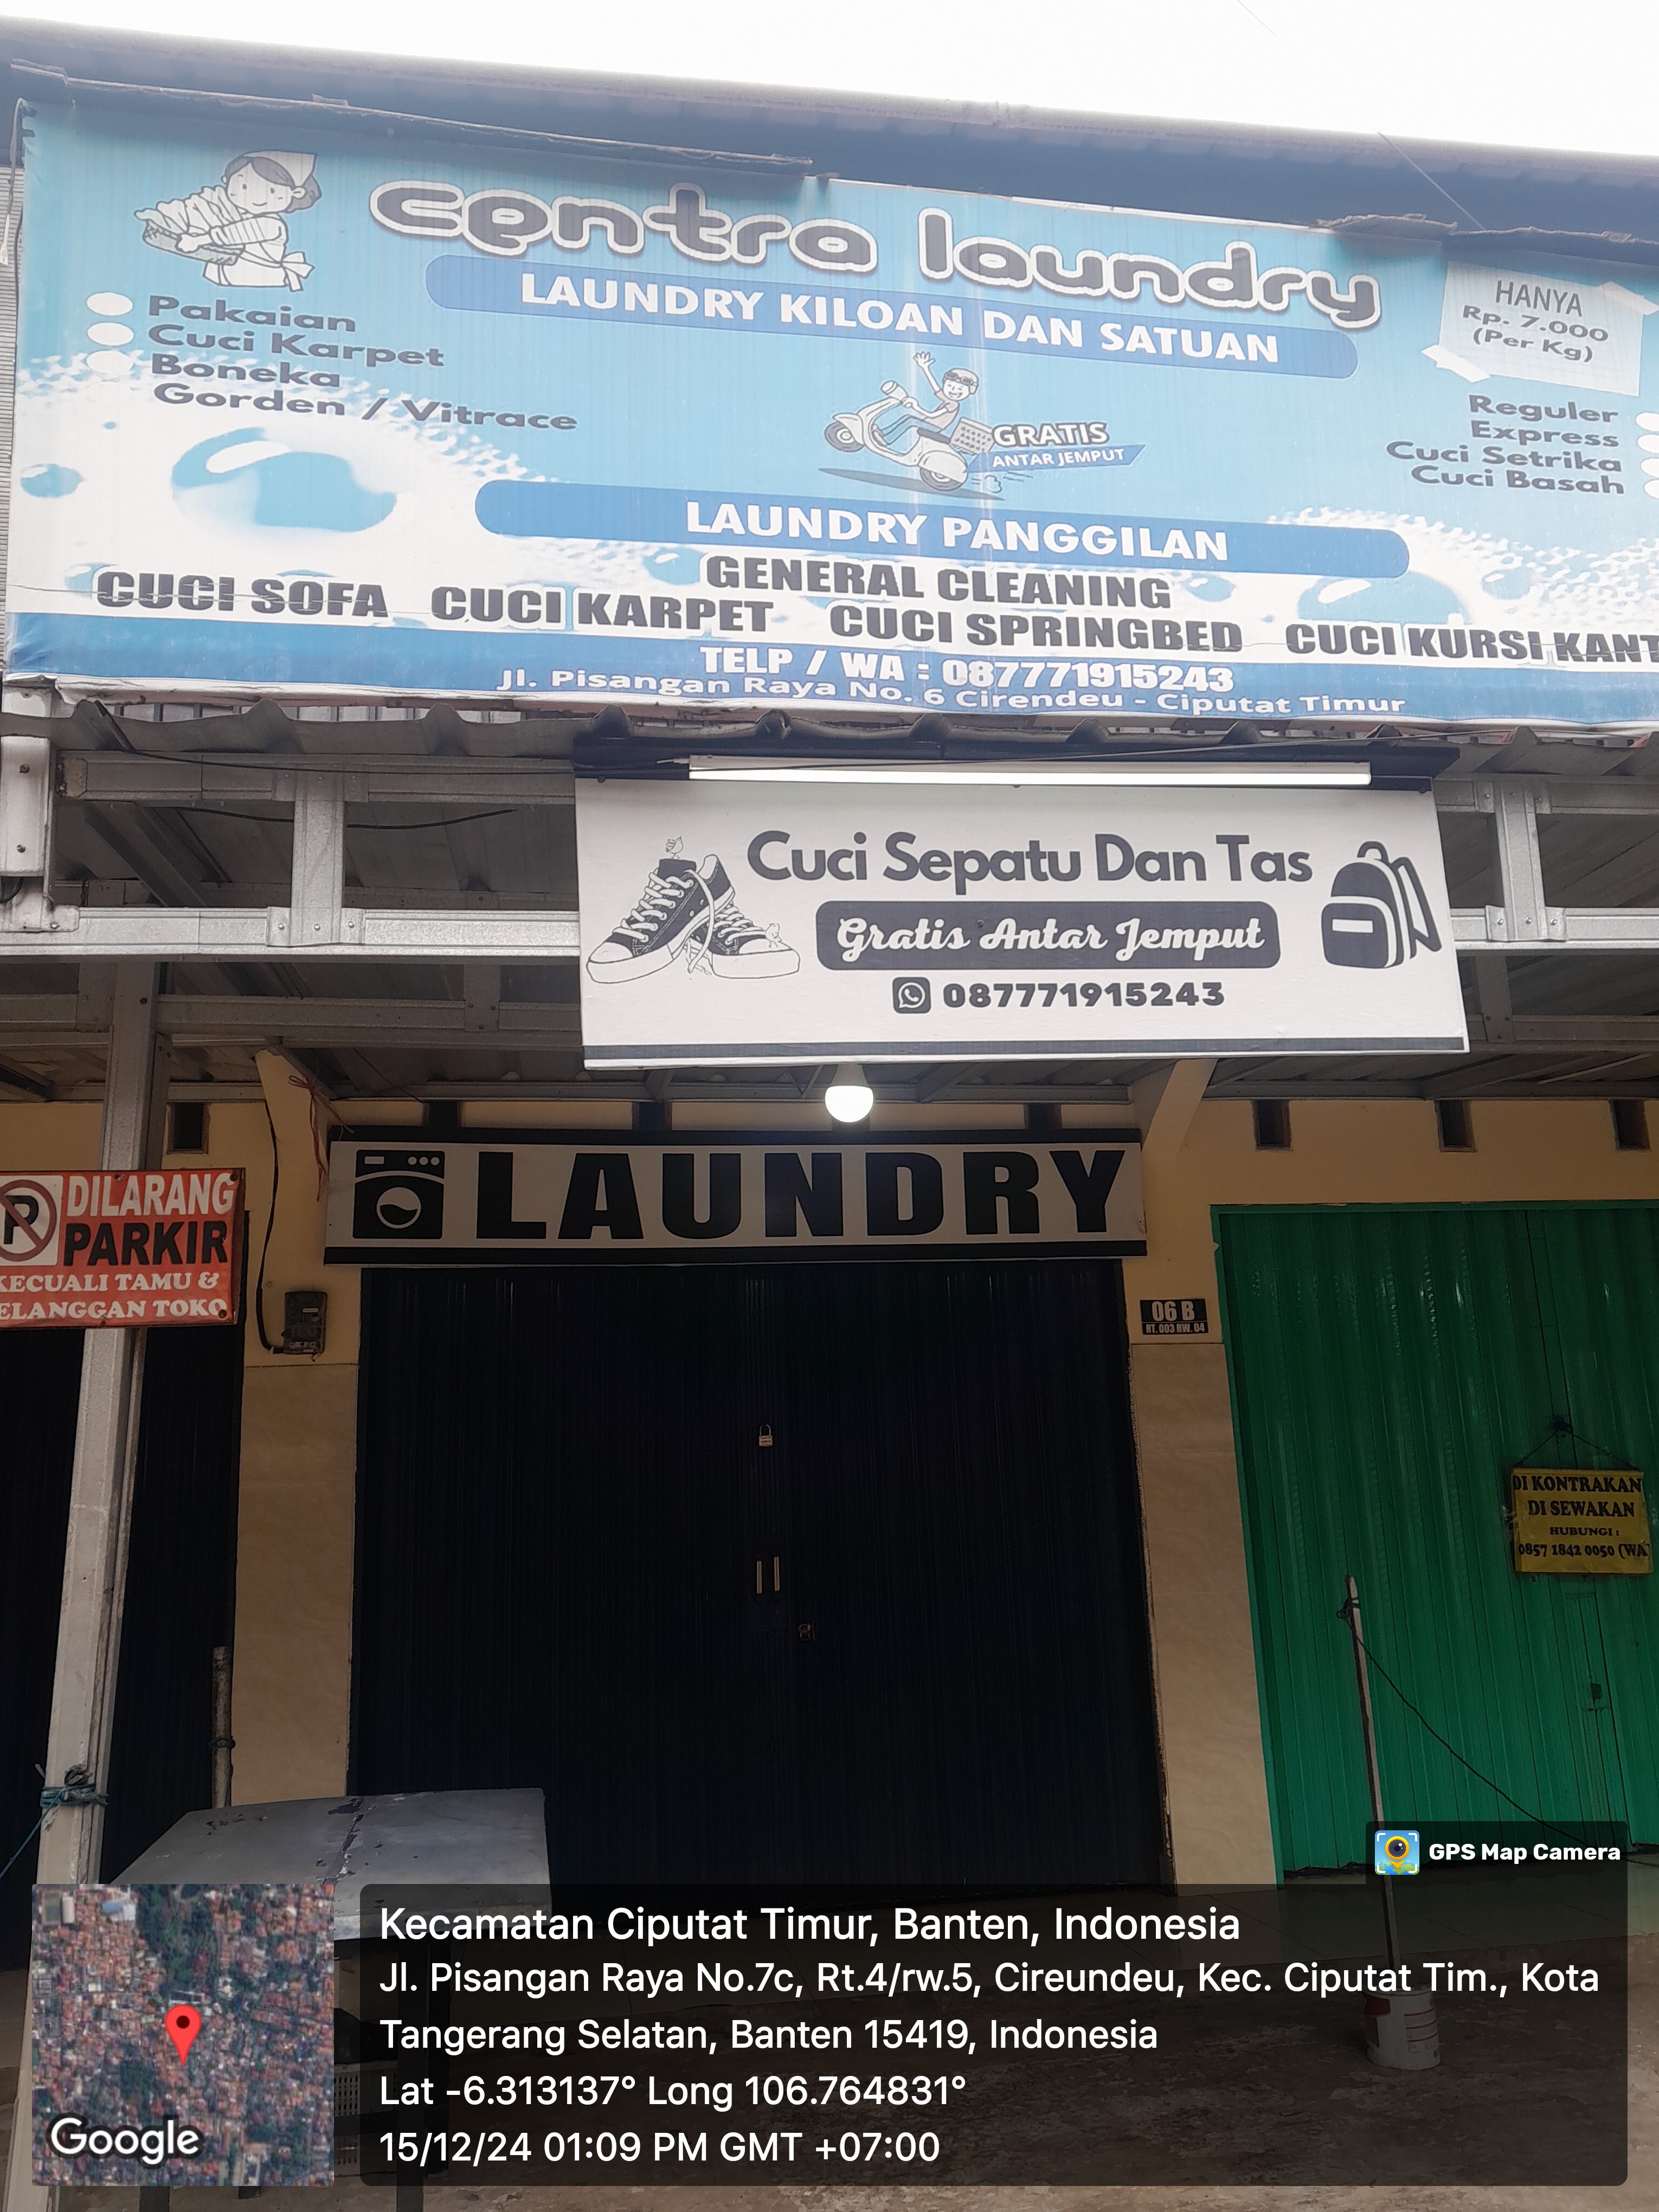 centra laundry
LAUNDRY KILOAN DAN SATUAN
Pakaian
Cuci Karpet
Boneka
Gorden / Vitrace
HANYA
Rp. 7.000
(Per Kg)
Reguler
Express
Cuci Setrika
Cuci Basah
GRATIS
ANTAR JEMPUT
LAUNDRY PANGGILAN
GENERAL CLEANING
CUCI SOFA CUCI KARPET CUCI SPRINGBED CUCI KURSI KANT
TELP / WA : 087771915243
Jl. Pisangan Raya No. 6 Cirendeu - Ciputat Timur
Cuci Sepatu Dan Tas
Gratis Antar Jemput
087771915243
LAUNDRY
P
DILARANG
PARKIR
KECUALI TAMU &
ELANGGAN TOKO
06 B
RT. 003 RW. 04
DI KONTRAKAN
DI SEWAKAN
HUBUNGI :
0857 1842 0050 (WA
GPS Map Camera
Kecamatan Ciputat Timur, Banten, Indonesia
Jl. Pisangan Raya No.7c, Rt.4/rw.5, Cireundeu, Kec. Ciputat Tim., Kota
Tangerang Selatan, Banten 15419, Indonesia
Lat -6.313137° Long 106.764831°
15/12/24 01:09 PM GMT +07:00
Google